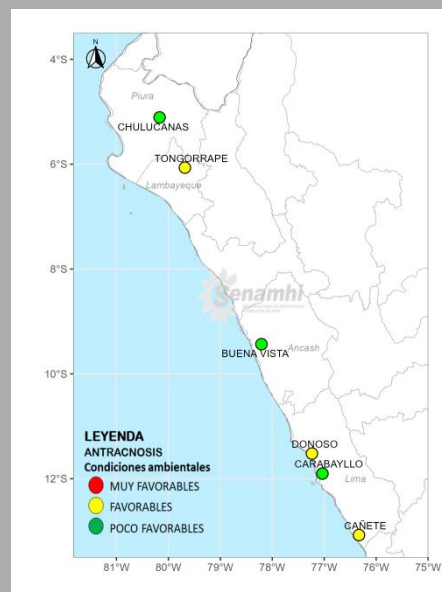 N
4°S
6°S
8°S
10°S
12°S
Piura
CHULUCANAS
TONGORRAPE
Lambayeque
Senamhi
BUENA VISTA
Ancash
DONOSO
CARABAYLLO
Lima
CAÑETE
LEYENDA
ANTRACNOSIS
Condiciones ambientales
MUY FAVORABLES
FAVORABLES
POCO FAVORABLES
81°W 80°W 79°W 78°W 77°W 76°W 75°W